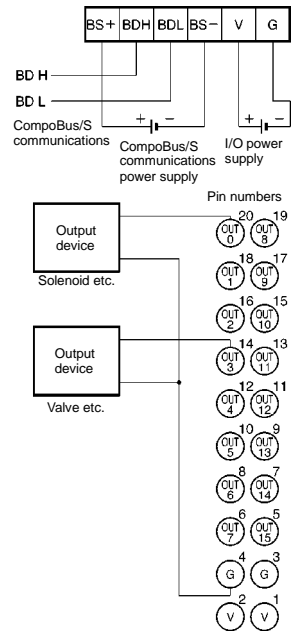 BS+ BDH BDL BS− V G
BD H
BD L
+ −
+ −
CompoBus/S
communications
CompoBus/S
communications
power supply
I/O power
supply
Pin numbers
Output
device
Solenoid etc.
Output
device
Valve etc.
20 19
OUT 0 OUT 8
18 17
OUT 1 OUT 9
16 15
OUT 2 OUT 10
14 13
OUT 3 OUT 11
12 11
OUT 4 OUT 12
10 9
OUT 5 OUT 13
8 7
OUT 6 OUT 14
6 5
OUT 7 OUT 15
4 3
G G
2 1
V V